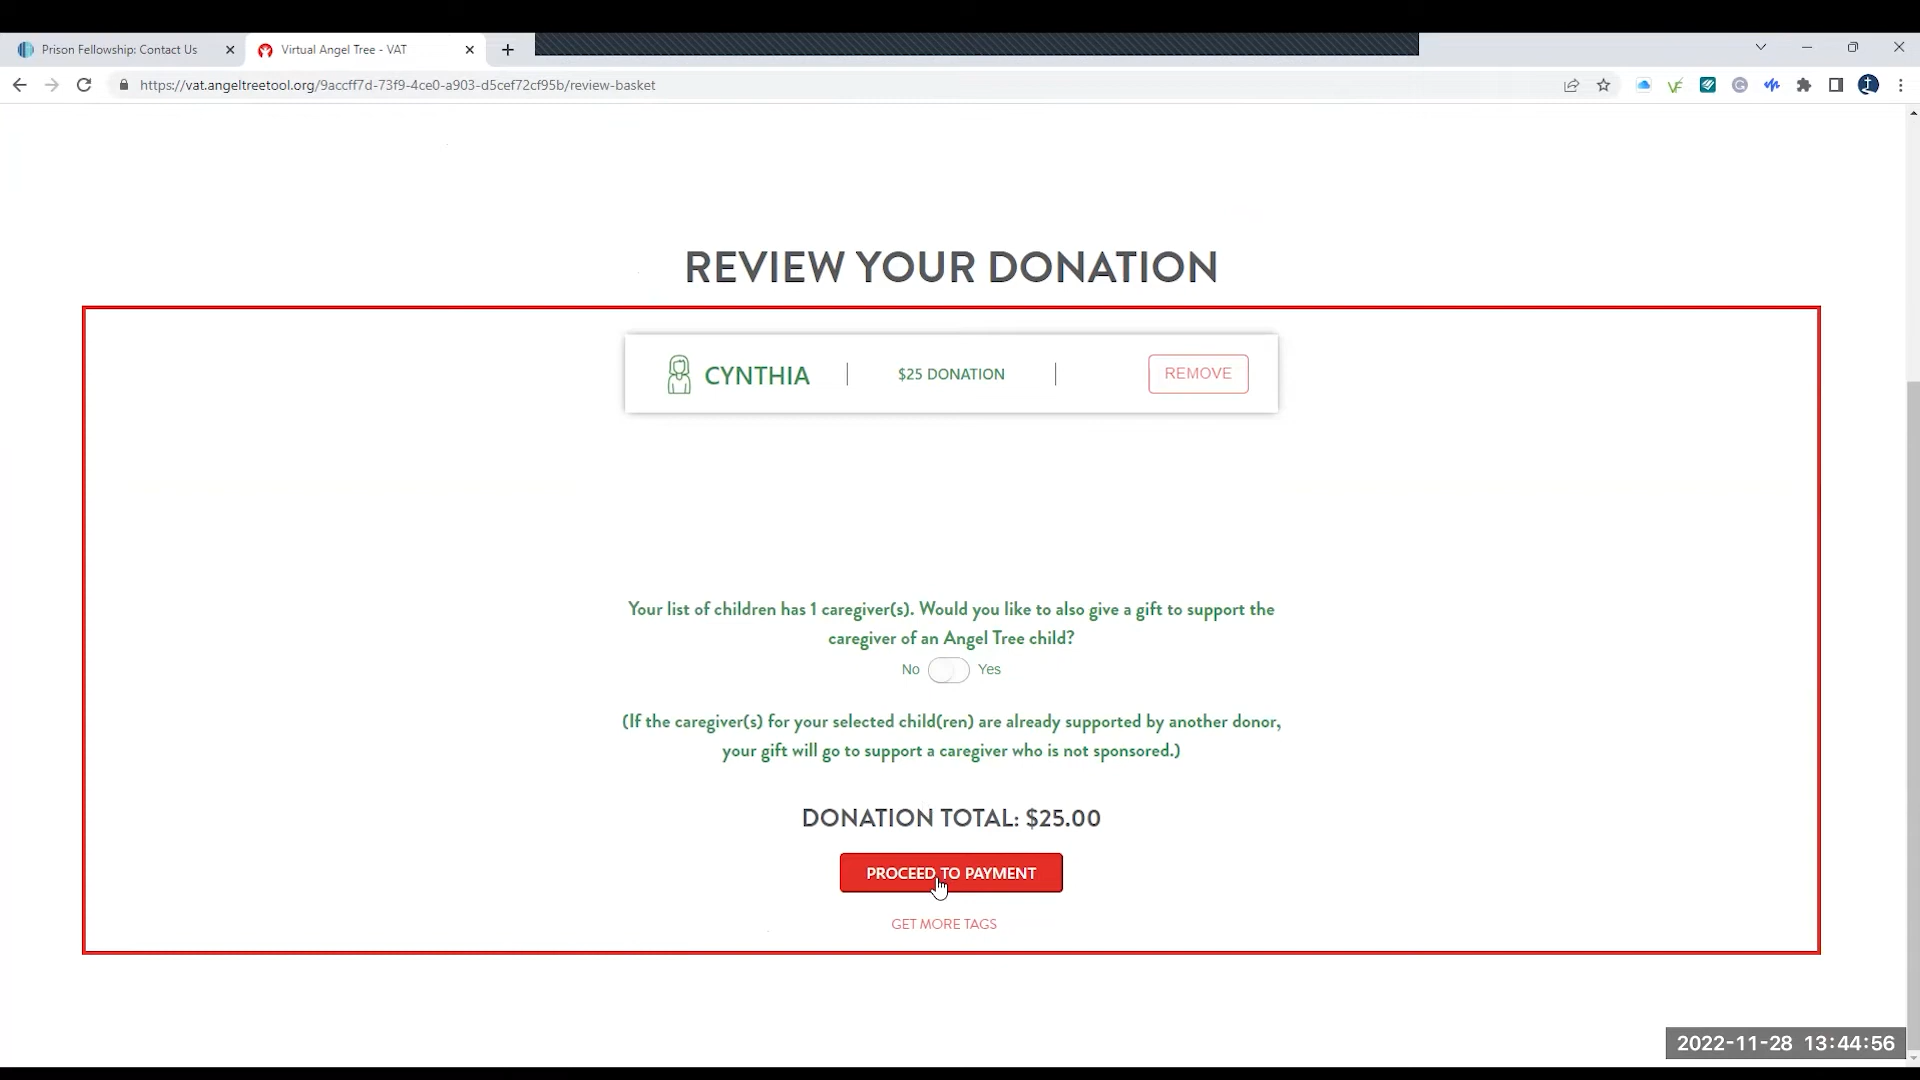 Prison Fellowship: Contact Us
Virtual Angel Tree - VAT
https://vat.angeltreetool.org/9accff7d-73f9-4ce0-a903-d5cef72cf95b/review-basket
REVIEW YOUR DONATION
CYNTHIA | $25 DONATION | REMOVE
Your list of children has 1 caregiver(s). Would you like to also give a gift to support the
caregiver of an Angel Tree child?
No Yes
(If the caregiver(s) for your selected child(ren) are already supported by another donor,
your gift will go to support a caregiver who is not sponsored.)
DONATION TOTAL: $25.00
PROCEED TO PAYMENT
GET MORE TAGS
2022-11-28 13:44:56